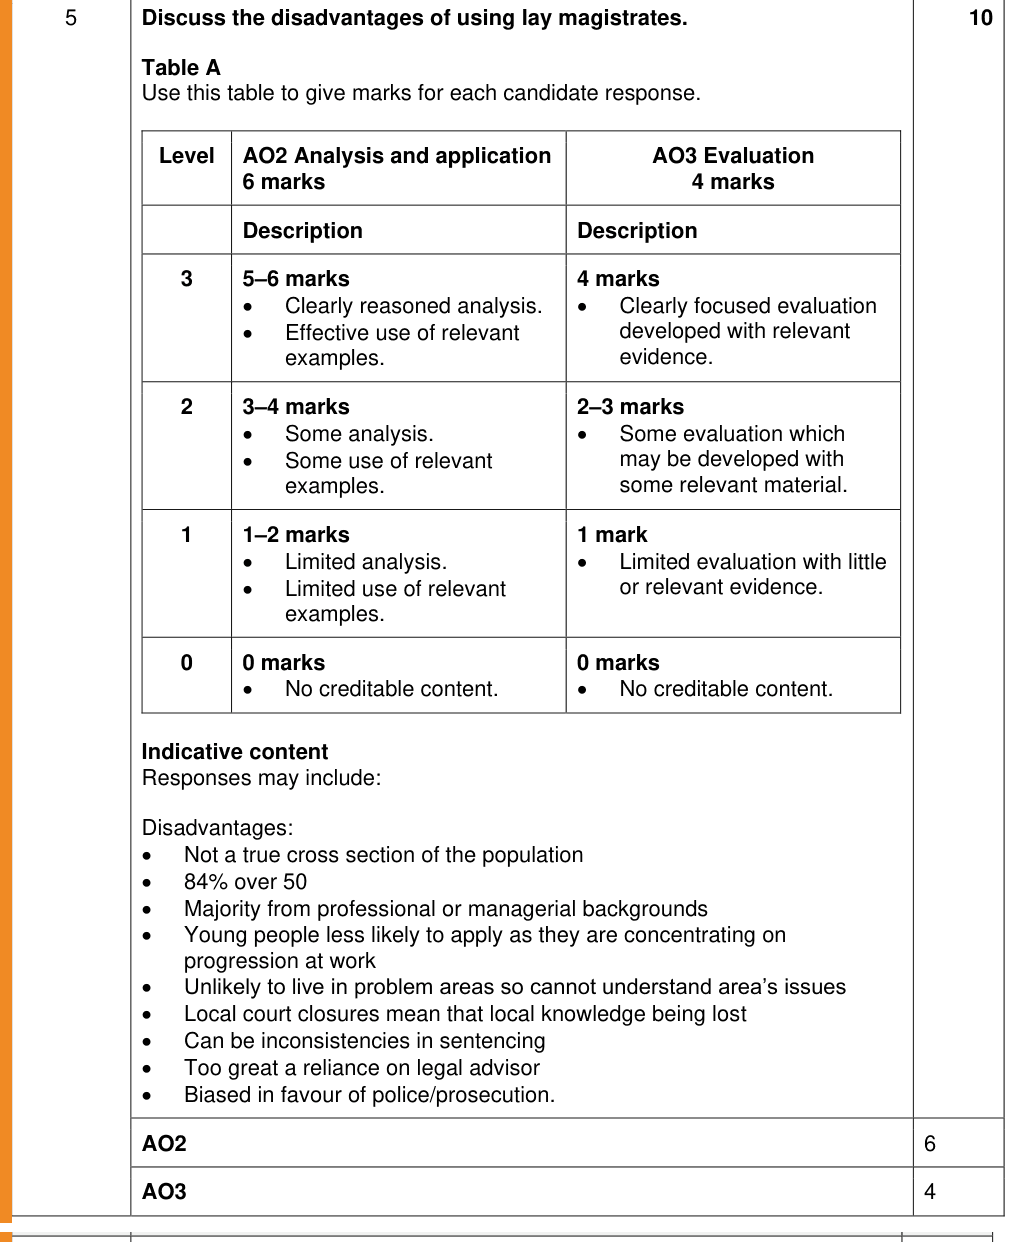 5 Discuss the disadvantages of using lay magistrates. 10
Table A
Use this table to give marks for each candidate response.
Level AO2 Analysis and application AO3 Evaluation
6 marks 4 marks
Description Description
3 5–6 marks 4 marks
• Clearly reasoned analysis. • Clearly focused evaluation
• Effective use of relevant developed with relevant
examples. evidence.
2 3–4 marks 2–3 marks
• Some analysis. • Some evaluation which
• Some use of relevant may be developed with
examples. some relevant material.
1 1–2 marks 1 mark
• Limited analysis. • Limited evaluation with little
• Limited use of relevant or relevant evidence.
examples.
0 0 marks 0 marks
• No creditable content. • No creditable content.
Indicative content
Responses may include:
Disadvantages:
• Not a true cross section of the population
• 84% over 50
• Majority from professional or managerial backgrounds
• Young people less likely to apply as they are concentrating on
progression at work
• Unlikely to live in problem areas so cannot understand area’s issues
• Local court closures mean that local knowledge being lost
• Can be inconsistencies in sentencing
• Too great a reliance on legal advisor
• Biased in favour of police/prosecution.
AO2 6
AO3 4